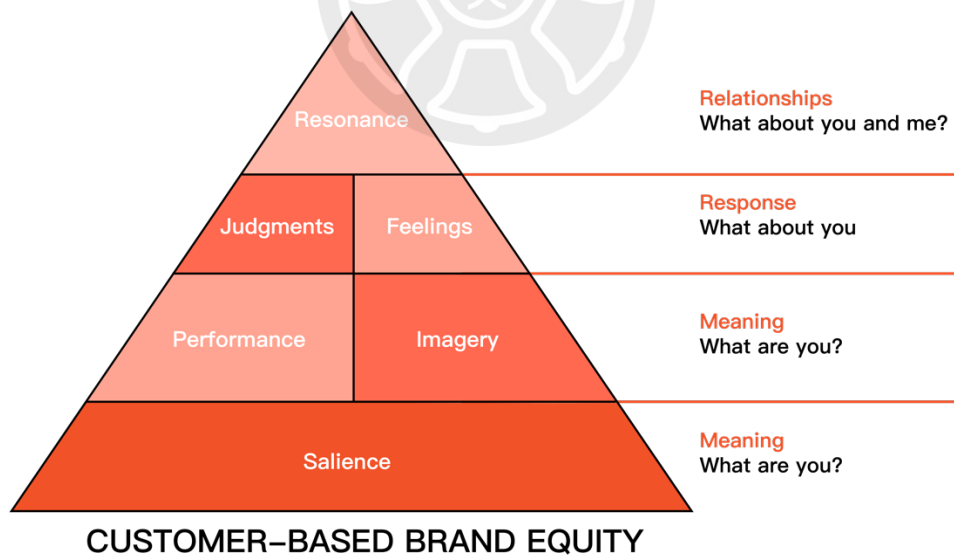 Resonance
Relationships
What about you and me?
Judgments
Feelings
Response
What about you
Performance
Imagery
Meaning
What are you?
Salience
Meaning
What are you?
CUSTOMER–BASED BRAND EQUITY